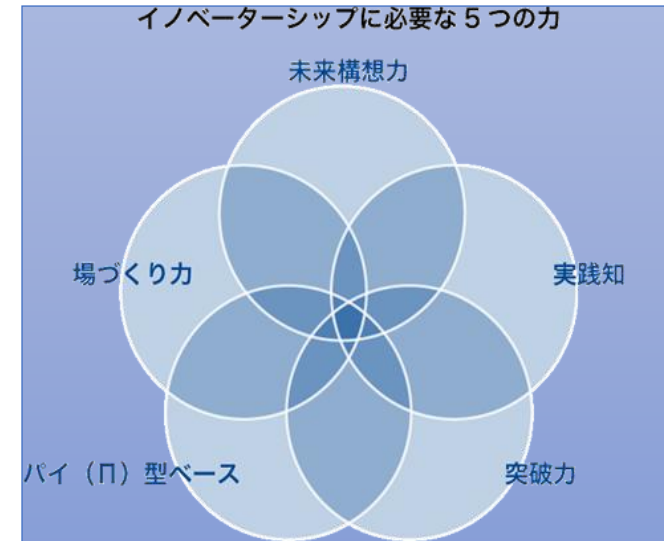 イノベーターシップに必要な5つの力
未来構想力
場づくり力
実践知
パイ（Π）型ベース
突破力